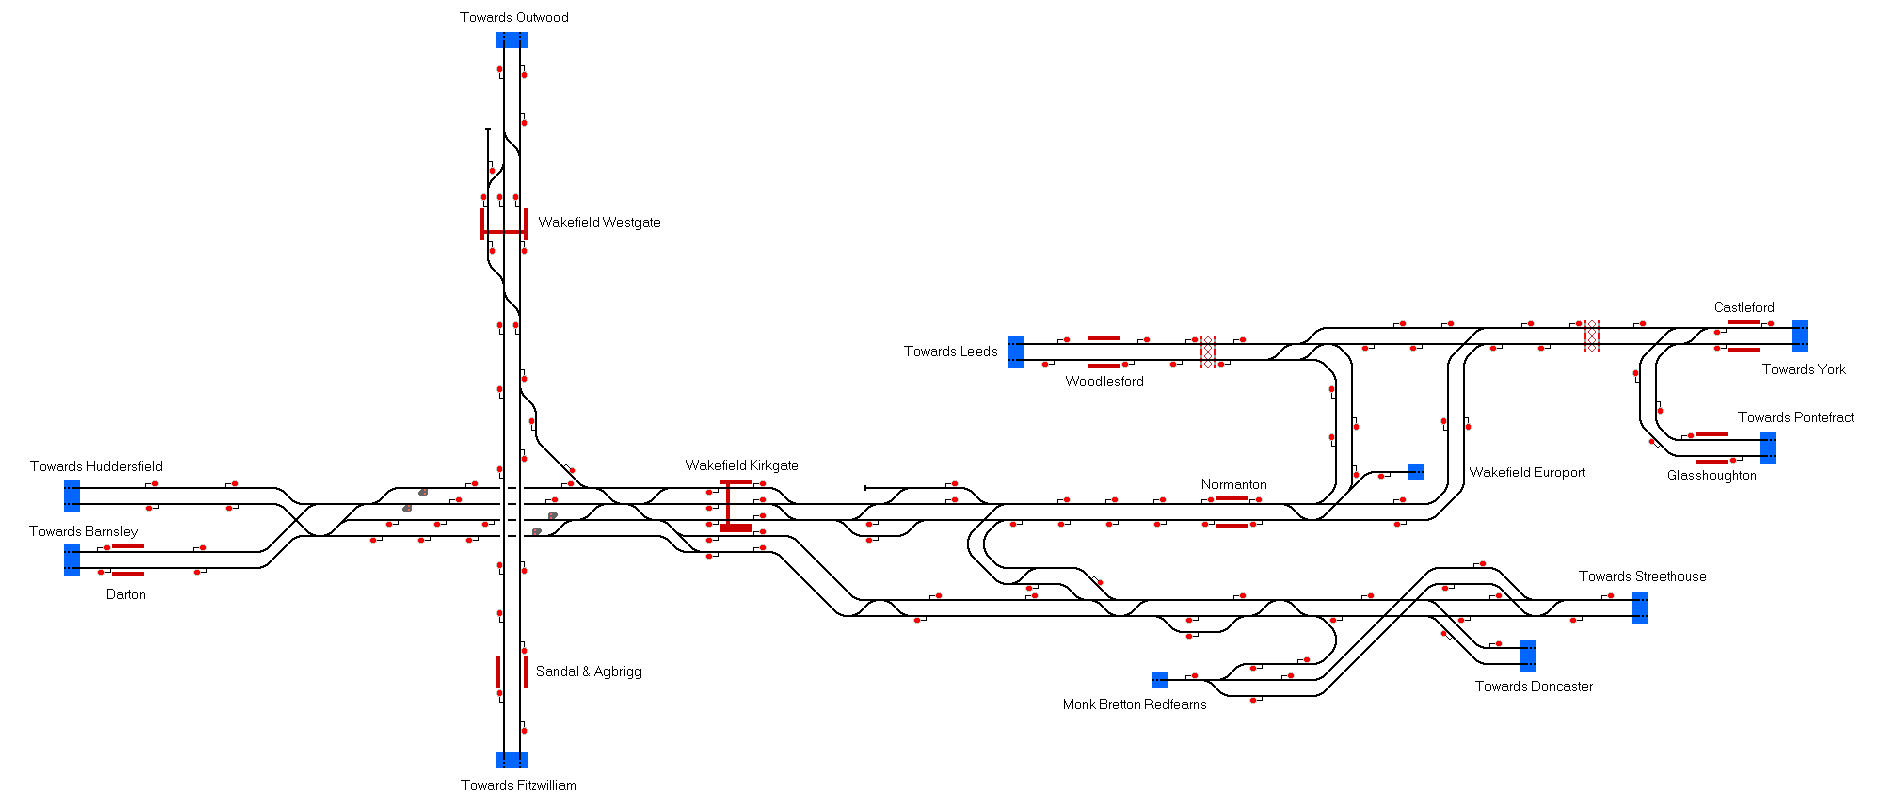 Towards Outwood
Wakefield Westgate
Castleford
Towards Leeds
Towards York
Woodlesford
Towards Pontefract
Towards Huddersfield
Wakefield Kirkgate
Wakefield Europort
Glasshoughton
Normanton
Towards Barnsley
Towards Streethouse
Darton
Sandal & Agbrigg
Towards Doncaster
Monk Bretton Redfearns
Towards Fitzwilliam